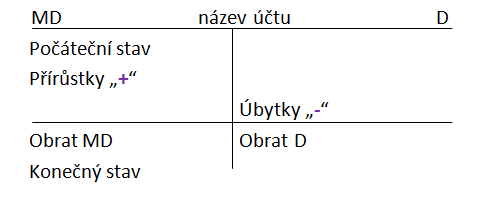 MD název účtu D
Počáteční stav
Přírůstky „+“
Úbytky „-“
Obrat MD Obrat D
Konečný stav